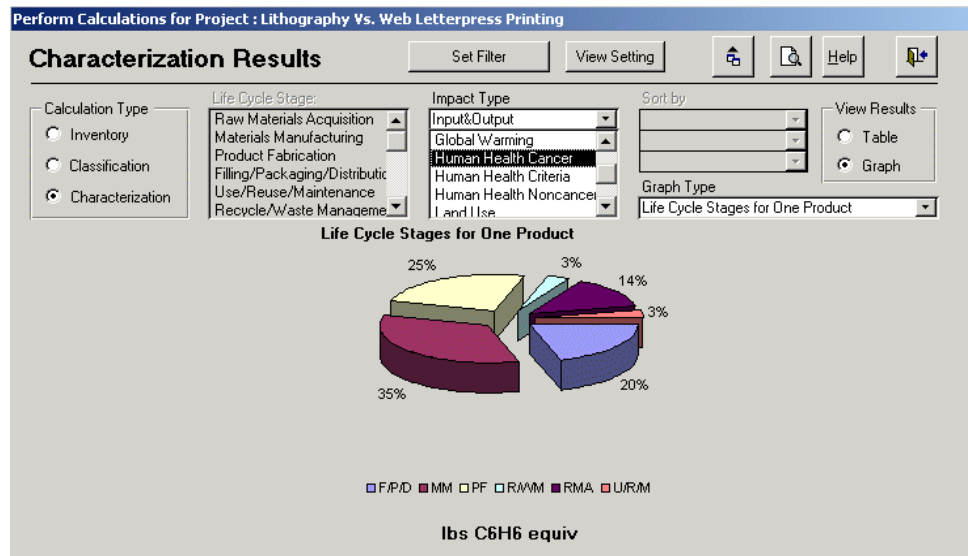 Perform Calculations for Project : Lithography Vs. Web Letterpress Printing
Characterization Results
Set Filter
View Setting
Help
Calculation Type
Inventory
Classification
Characterization
Life Cycle Stage:
Raw Materials Acquisition
Materials Manufacturing
Product Fabrication
Filling/Packaging/Distributic
Use/Reuse/Maintenance
Recycle/Waste Manageme
Impact Type
Input&Output
Global Warming
Human Health Cancer
Human Health Criteria
Human Health Noncancer
Land Use
Sort by
Graph Type
Life Cycle Stages for One Product
View Results
Table
Graph
Life Cycle Stages for One Product
25%
3%
14%
3%
20%
35%
F/P/D MM PF R/WM RMA U/R/M
lbs C6H6 equiv